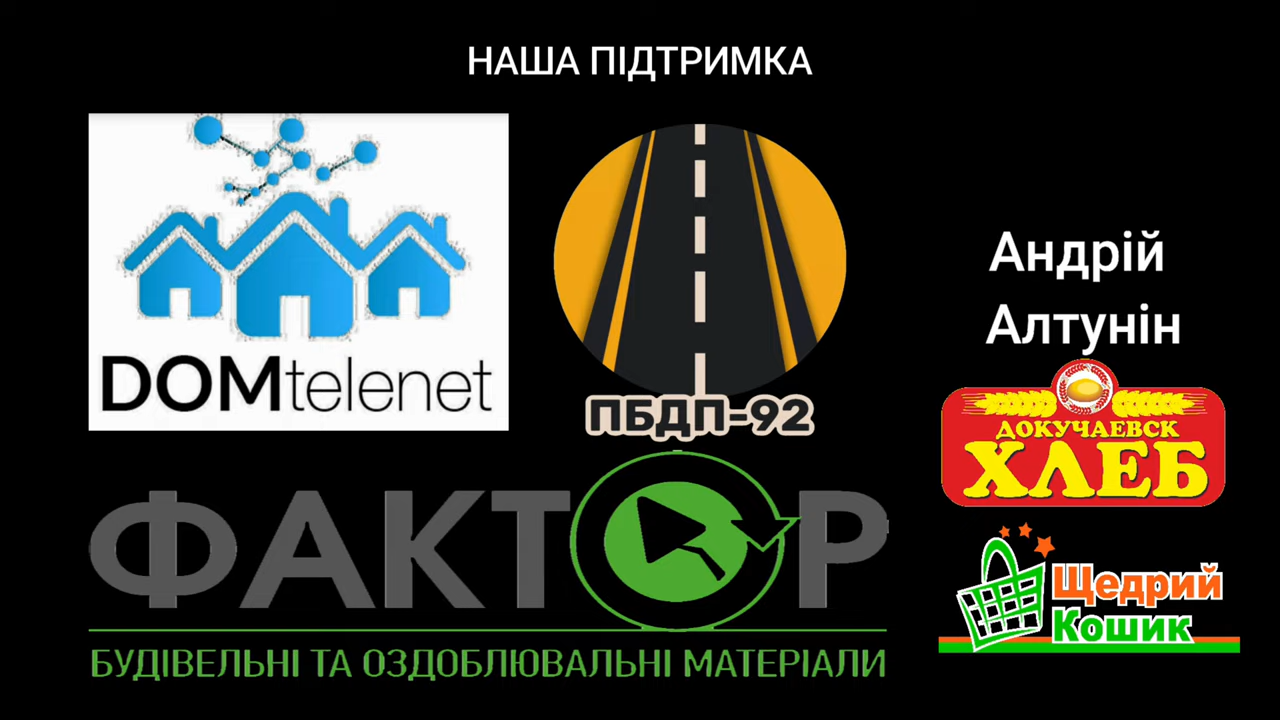 НАША ПІДТРИМКА
DOMtelenet
ПБДП-92
Андрій
Алтунін
ДОКУЧАЕВСК
ХЛЕБ
ФАКТОР
БУДІВЕЛЬНІ ТА ОЗДОБЛЮВАЛЬНІ МАТЕРІАЛИ
Щедрий
Кошик